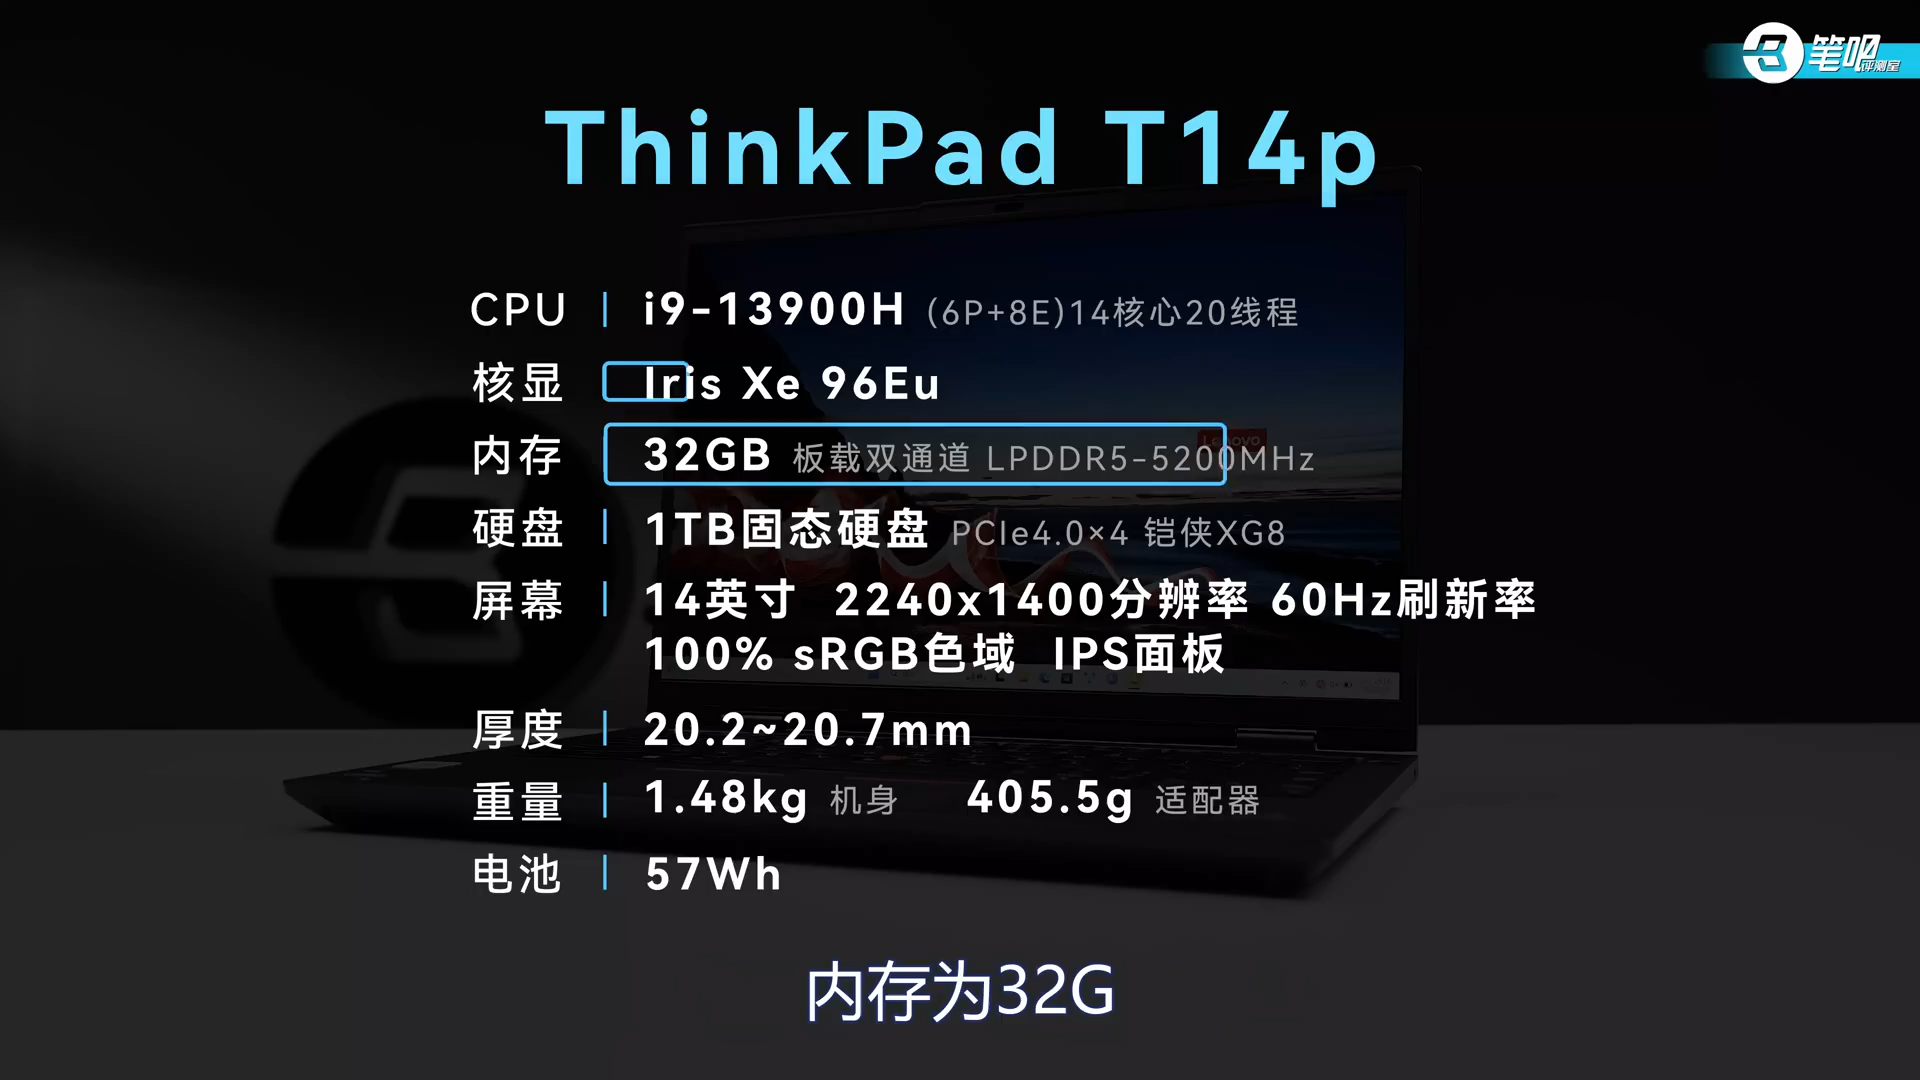 笔吧评测室
ThinkPad T14p
CPU | i9-13900H (6P+8E)14核心20线程
核显 Iris Xe 96Eu
内存 32GB 板载双通道 LPDDR5-5200MHz
Lenovo
硬盘 | 1TB固态硬盘 PCIe4.0×4 铠侠XG8
屏幕 | 14英寸 2240x1400分辨率 60Hz刷新率
100% sRGB色域 IPS面板
厚度 | 20.2~20.7mm
重量 | 1.48kg 机身 405.5g 适配器
电池 | 57Wh
内存为32G